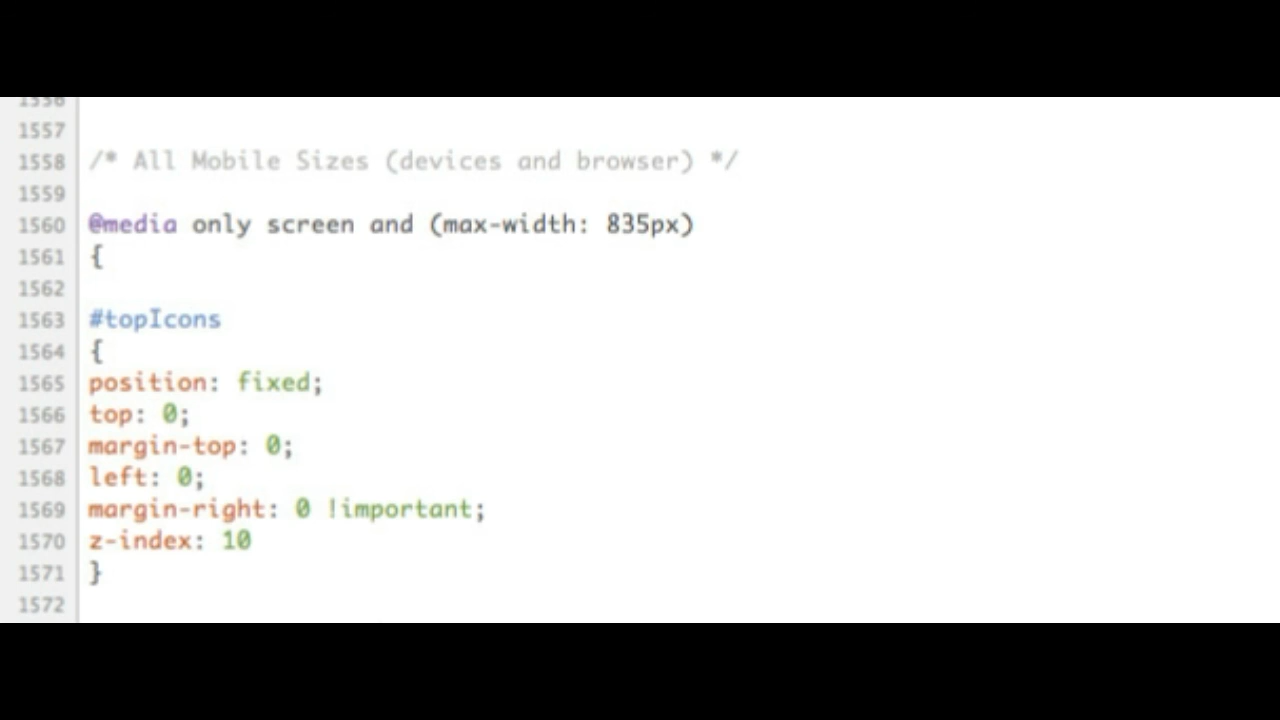 1556
1557
1558 /* All Mobile Sizes (devices and browser) */
1559
1560 @media only screen and (max-width: 835px)
1561 {
1562
1563 #topIcons
1564 {
1565 position: fixed;
1566 top: 0;
1567 margin-top: 0;
1568 left: 0;
1569 margin-right: 0 !important;
1570 z-index: 10
1571 }
1572